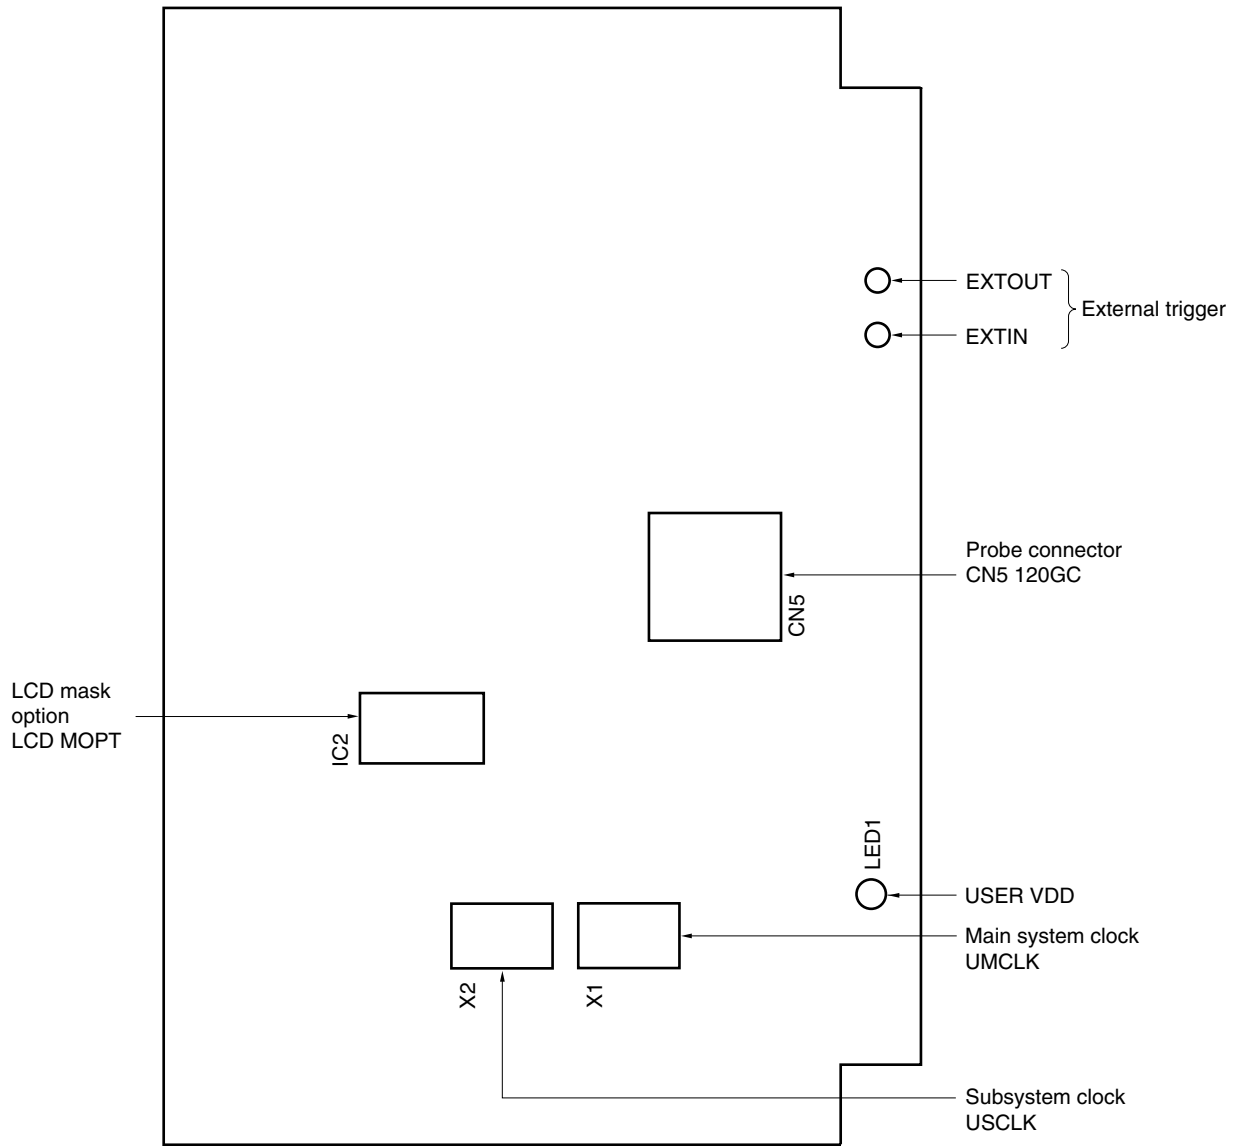 EXTOUT
External trigger
EXTIN
Probe connector
CN5 120GC
CN5
LCD mask
option
LCD MOPT
IC2
LED1
USER VDD
Main system clock
UMCLK
X2
X1
Subsystem clock
USCLK